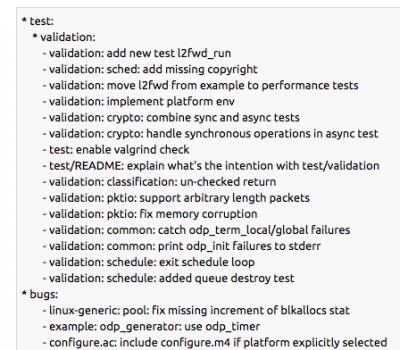 * test:
* validation:
- validation: add new test l2fwd_run
- validation: sched: add missing copyright
- validation: move l2fwd from example to performance tests
- validation: implement platform env
- validation: crypto: combine sync and async tests
- validation: crypto: handle synchronous operations in async test
- test: enable valgrind check
- test/README: explain what's the intention with test/validation
- validation: classification: un-checked return
- validation: pktio: support arbitrary length packets
- validation: pktio: fix memory corruption
- validation: common: catch odp_term_local/global failures
- validation: common: print odp_init failures to stderr
- validation: schedule: exit schedule loop
- validation: schedule: added queue destroy test
* bugs:
- linux-generic: pool: fix missing increment of blkallocs stat
- example: odp_generator: use odp_timer
- configure.ac: include configure.m4 if platform explicitly selected